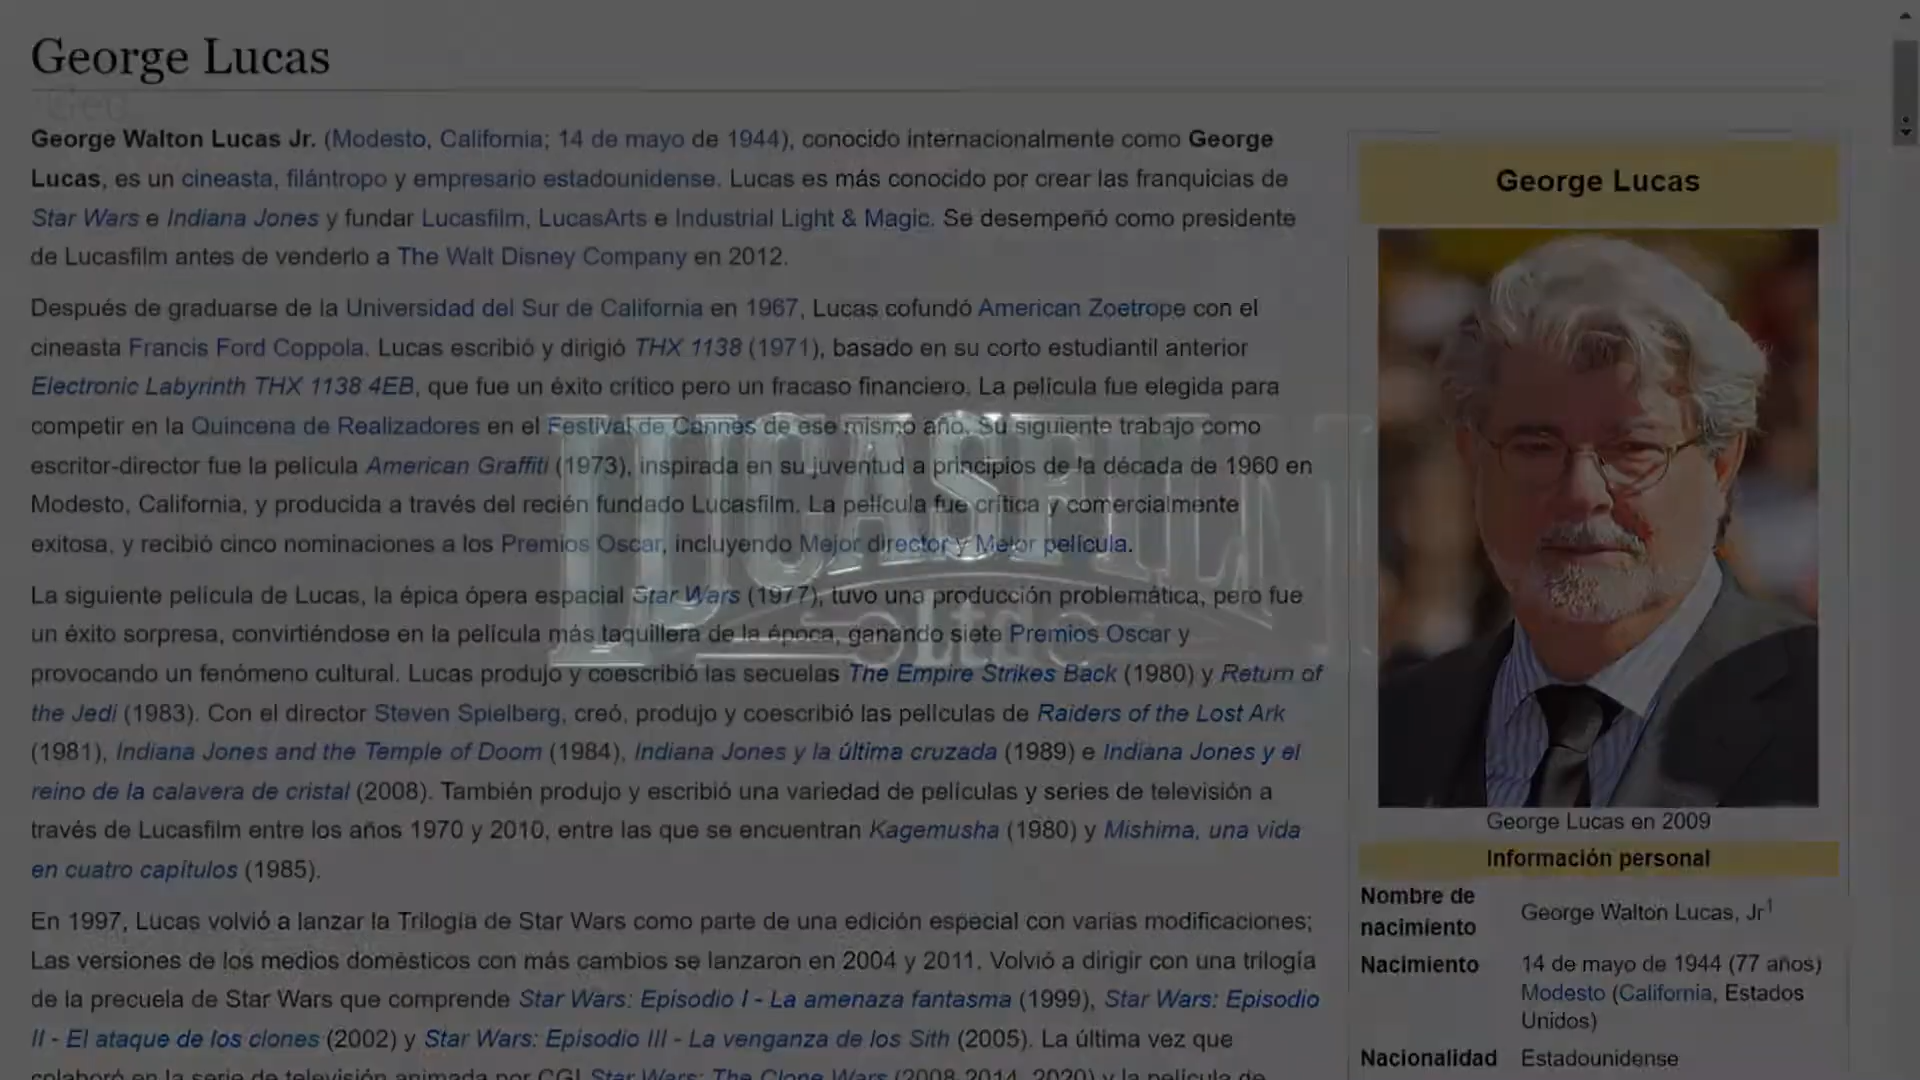 George Lucas
George Walton Lucas Jr. (Modesto, California; 14 de mayo de 1944), conocido internacionalmente como George
Lucas, es un cineasta, filántropo y empresario estadounidense. Lucas es más conocido por crear las franquicias de
Star Wars e Indiana Jones y fundar Lucasfilm, LucasArts e Industrial Light & Magic. Se desempeñó como presidente
de Lucasfilm antes de venderlo a The Walt Disney Company en 2012.
Después de graduarse de la Universidad del Sur de California en 1967, Lucas cofundó American Zoetrope con el
cineasta Francis Ford Coppola. Lucas escribió y dirigió THX 1138 (1971), basado en su corto estudiantil anterior
Electronic Labyrinth THX 1138 4EB, que fue un éxito crítico pero un fracaso financiero. La película fue elegida para
competir en la Quincena de Realizadores en el Festival de Cannes de ese mismo año. Su siguiente trabajo como
escritor-director fue la película American Graffiti (1973), inspirada en su juventud a principios de la década de 1960 en
Modesto, California, y producida a través del recién fundado Lucasfilm. La película fue crítica y comercialmente
exitosa, y recibió cinco nominaciones a los Premios Oscar, incluyendo Mejor director y Mejor película.
La siguiente película de Lucas, la épica ópera espacial Star Wars (1977), tuvo una producción problemática, pero fue
un éxito sorpresa, convirtiéndose en la película más taquillera de la época, ganando siete Premios Oscar y
provocando un fenómeno cultural. Lucas produjo y coescribió las secuelas The Empire Strikes Back (1980) y Return of
the Jedi (1983). Con el director Steven Spielberg, creó, produjo y coescribió las películas de Raiders of the Lost Ark
(1981), Indiana Jones and the Temple of Doom (1984), Indiana Jones y la última cruzada (1989) e Indiana Jones y el
reino de la calavera de cristal (2008). También produjo y escribió una variedad de películas y series de televisión a
través de Lucasfilm entre los años 1970 y 2010, entre las que se encuentran Kagemusha (1980) y Mishima, una vida
en cuatro capítulos (1985).
En 1997, Lucas volvió a lanzar la Trilogía de Star Wars como parte de una edición especial con varias modificaciones;
Las versiones de los medios domésticos con más cambios se lanzaron en 2004 y 2011. Volvió a dirigir con una trilogía
de la precuela de Star Wars que comprende Star Wars: Episodio I - La amenaza fantasma (1999), Star Wars: Episodio
II - El ataque de los clones (2002) y Star Wars: Episodio III - La venganza de los Sith (2005). La última vez que
colaboró en la serie de televisión animada por CGI Star Wars: The Clone Wars (2008-2014, 2020) y la película de
LUCASFILM
Ltd
George Lucas
George Lucas en 2009
Información personal
Nombre de nacimiento George Walton Lucas, Jr1
Nacimiento 14 de mayo de 1944 (77 años)
Modesto (California, Estados
Unidos)
Nacionalidad Estadounidense